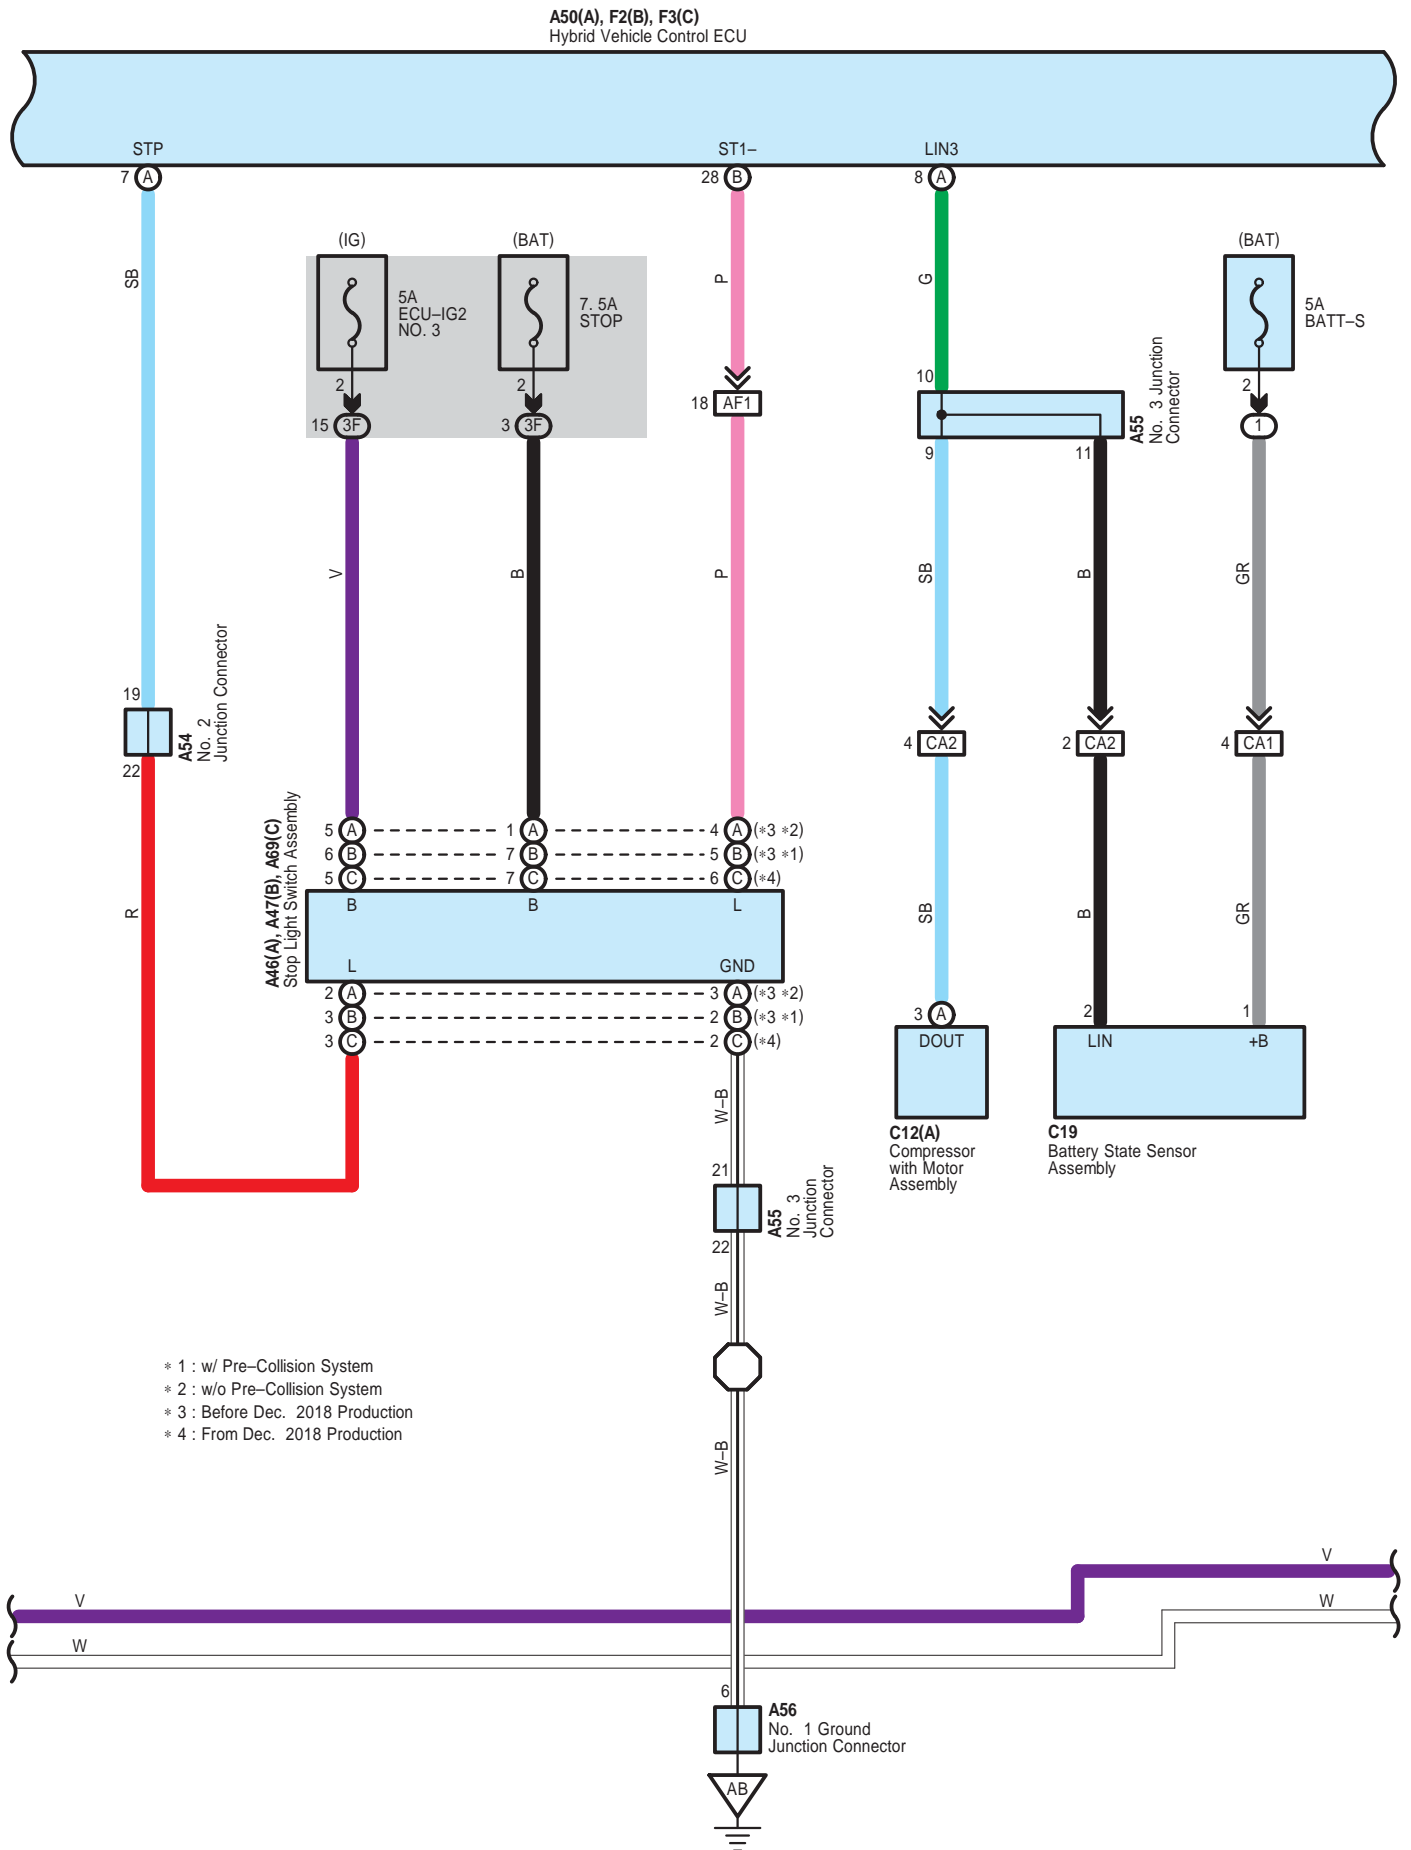 A50(A), F2(B), F3(C)
Hybrid Vehicle Control ECU
STP
ST1–
LIN3
7 A
28 B
8 A
(IG)
(BAT)
(BAT)
SB
P
G
5A
ECU–IG2
NO. 3
7. 5A
STOP
5A
BATT–S
2
2
2
15 3F
3 3F
18 AF1
10
1
A55
No. 3 Junction
Connector
9
11
V
B
P
SB
B
GR
19
22
A54
No. 2
Junction Connector
4 CA2
2 CA2
4 CA1
A46(A), A47(B), A69(C)
Stop Light Switch Assembly
5 A
1 A
4 A (*3 *2)
6 B
7 B
5 B (*3 *1)
5 C
7 C
6 C (*4)
B
B
L
R
SB
B
GR
L
GND
2 A
3 A (*3 *2)
3 B
2 B (*3 *1)
3 C
2 C (*4)
3 A
2
1
DOUT
LIN
+B
C12(A)
Compressor
with Motor
Assembly
C19
Battery State Sensor
Assembly
W–B
21
22
A55
No. 3
Junction
Connector
W–B
* 1 : w/ Pre–Collision System
* 2 : w/o Pre–Collision System
* 3 : Before Dec. 2018 Production
* 4 : From Dec. 2018 Production
W–B
V
V
W
W
6
A56
No. 1 Ground
Junction Connector
AB